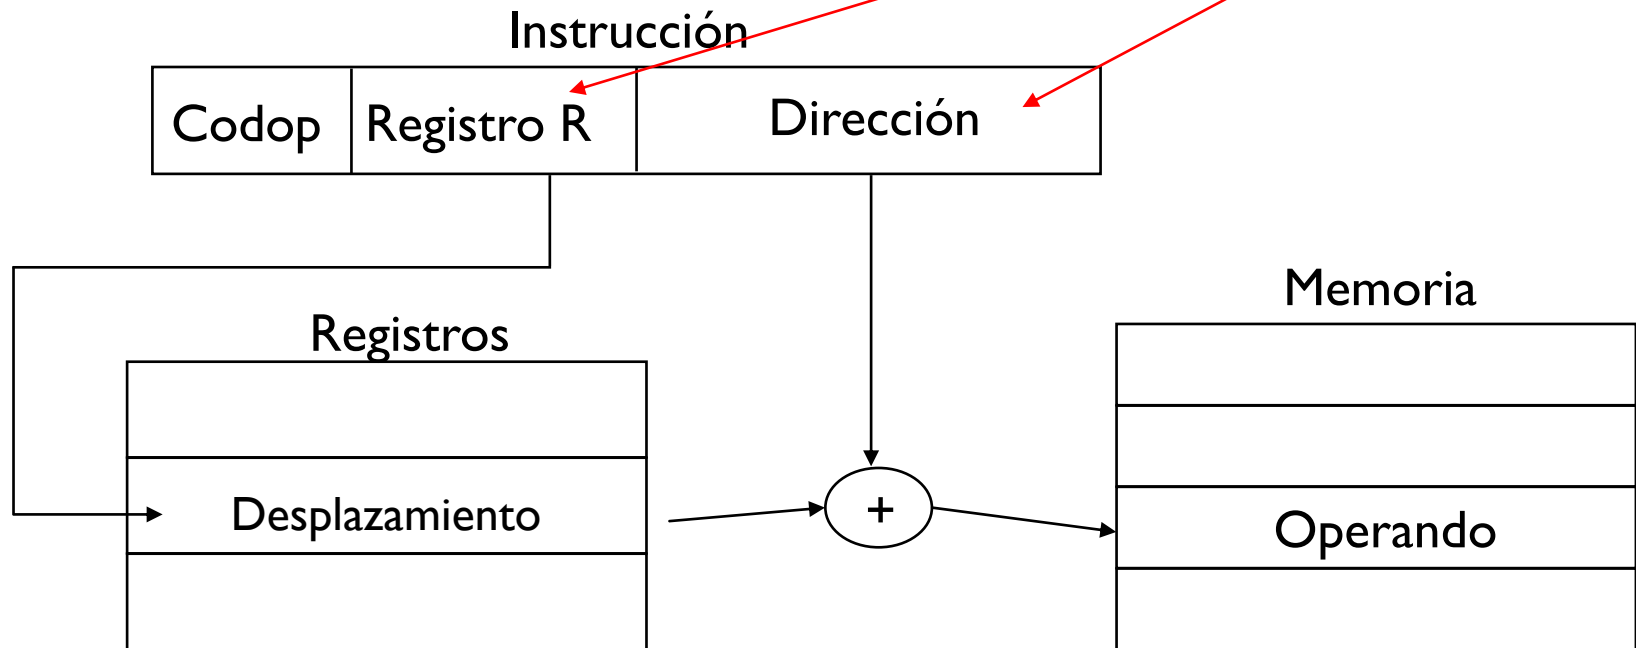 Instrucción
Codop Registro R Dirección
Memoria
Registros
Desplazamiento + Operando